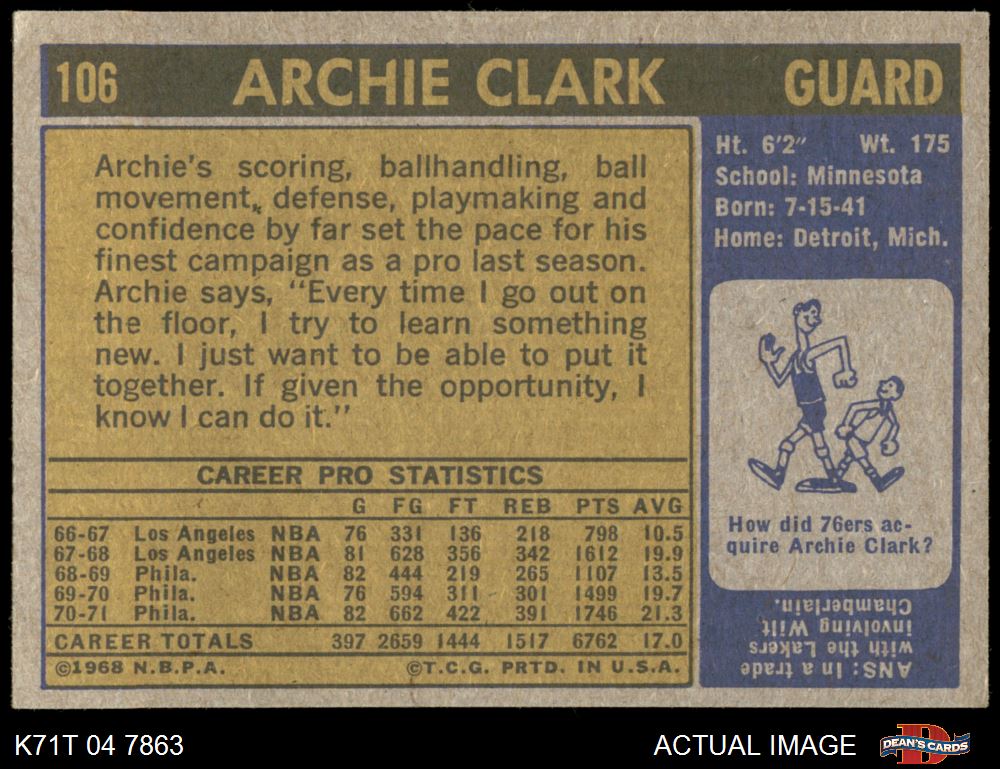 106 ARCHIE CLARK GUARD
Archie's scoring, ballhandling, ball
movement, defense, playmaking and
confidence by far set the pace for his
finest campaign as a pro last season.
Archie says, "Every time I go out on
the floor, I try to learn something
new. I just want to be able to put it
together. If given the opportunity, I
know I can do it."
CAREER PRO STATISTICS
G FG FT REB PTS AVG
66-67 Los Angeles NBA 76 331 136 218 798 10.5
67-68 Los Angeles NBA 81 628 356 342 1612 19.9
68-69 Phila. NBA 82 444 219 265 1107 13.5
69-70 Phila. NBA 76 594 311 301 1499 19.7
70-71 Phila. NBA 82 662 422 391 1746 21.3
CAREER TOTALS 397 2659 1444 1517 6762 17.0
©1968 N.B.P.A. ©T.C.G. PRTD. IN U.S.A.
Ht. 6'2" Wt. 175
School: Minnesota
Born: 7-15-41
Home: Detroit, Mich.
How did 76ers ac-
quire Archie Clark?
ANS: In a trade
with the Lakers
involving Wilt
Chamberlain.
K71T 04 7863 ACTUAL IMAGE
D
DEAN'S CARDS